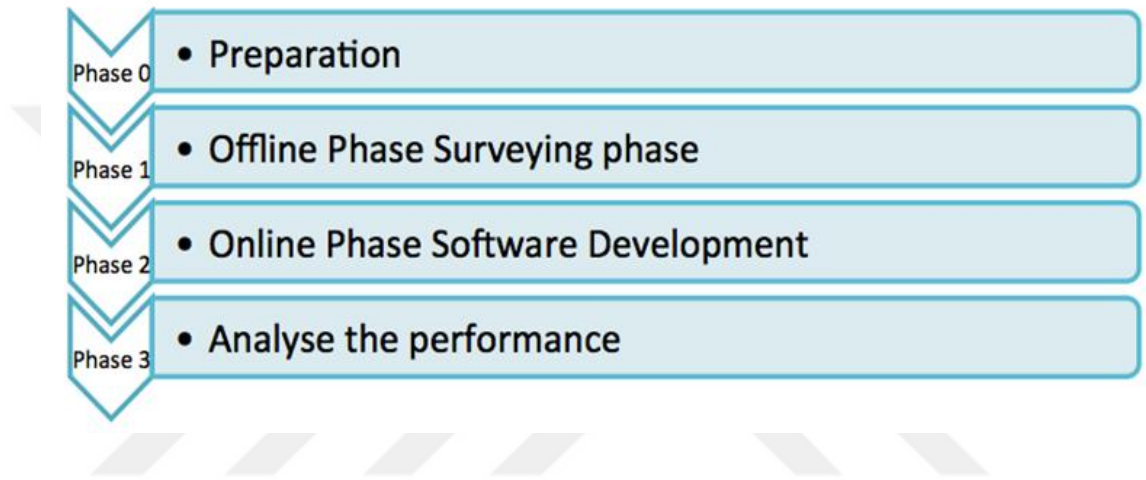 Phase 0
• Preparation
Phase 1
• Offline Phase Surveying phase
Phase 2
• Online Phase Software Development
Phase 3
• Analyse the performance